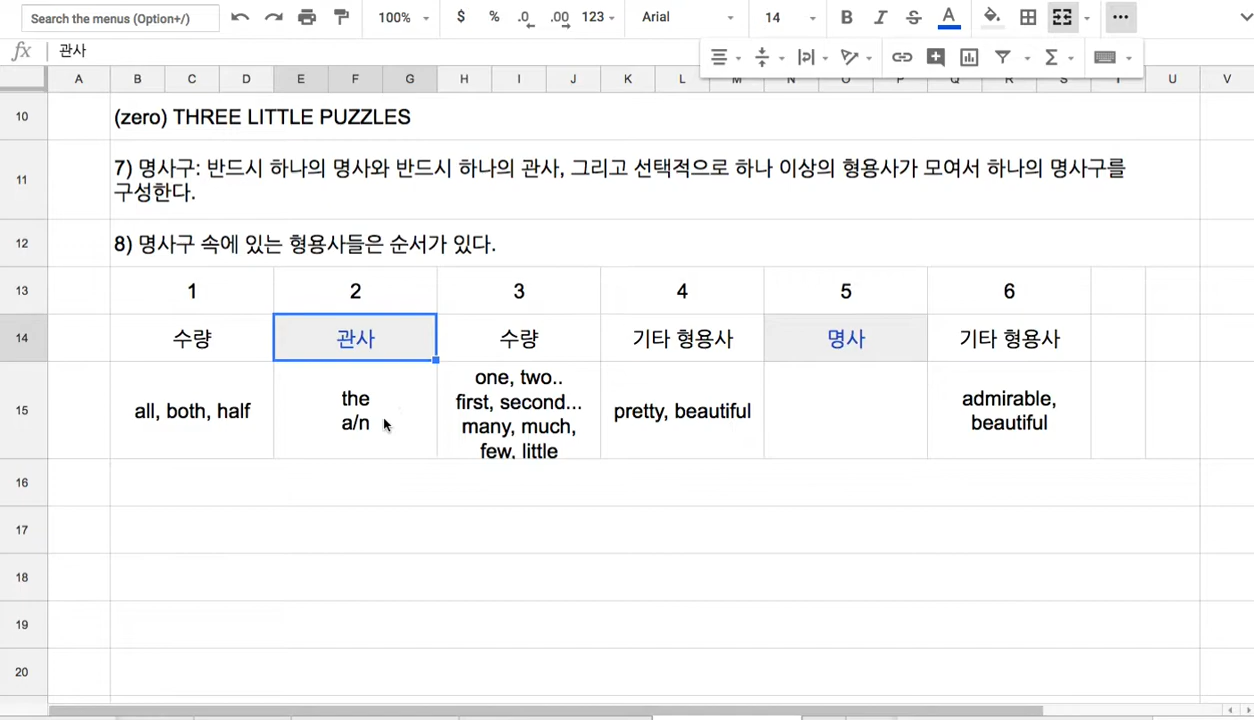 Search the menus (Option+/)
100%
$ % .0 .00 123
Arial
14
B I S A
fx 관사
A B C D E F G H I J K L M N O P Q R S T U V
10 (zero) THREE LITTLE PUZZLES
11 7) 명사구: 반드시 하나의 명사와 반드시 하나의 관사, 그리고 선택적으로 하나 이상의 형용사가 모여서 하나의 명사구를
구성한다.
12 8) 명사구 속에 있는 형용사들은 순서가 있다.
13 1 2 3 4 5 6
14 수량 관사 수량 기타 형용사 명사 기타 형용사
15
all, both, half
the
a/n
one, two..
first, second...
many, much,
few, little
pretty, beautiful
admirable,
beautiful
16
17
18
19
20